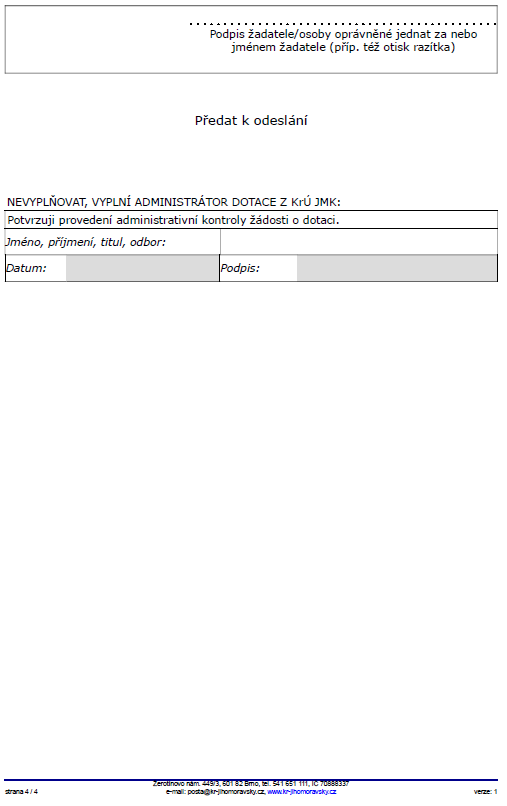 Podpis žadatele/osoby oprávněné jednat za nebo
jménem žadatele (příp. též otisk razítka)
Předat k odeslání
NEVYPLŇOVAT, VYPLNÍ ADMINISTRÁTOR DOTACE Z KrÚ JMK:
Potvrzuji provedení administrativní kontroly žádosti o dotaci.
Jméno, příjmení, titul, odbor:
Datum: Podpis:
Žerotínovo nám. 449/3, 601 82 Brno, tel. 541 651 111, IČ 70888337
strana 4 / 4 e-mail: posta@kr-jihomoravsky.cz, www.kr-jihomoravsky.cz verze: 1